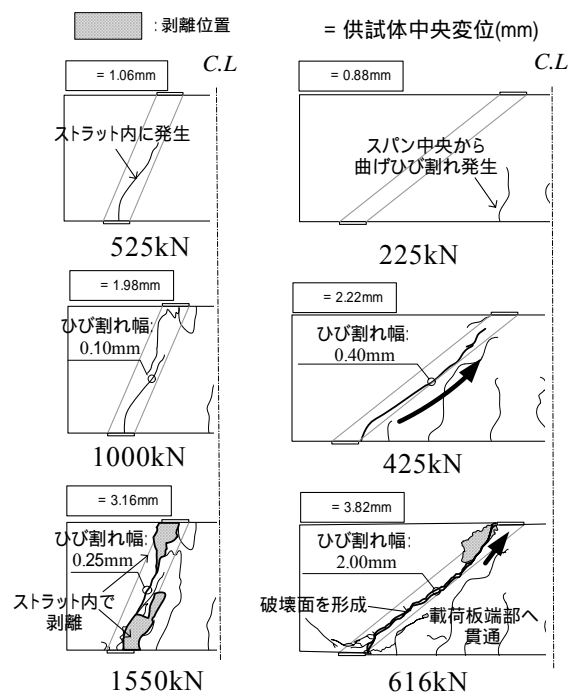 : 剥離位置
= 供試体中央変位(mm)
C.L
C.L
= 1.06mm
ストラット内に発生
525kN
= 0.88mm
スパン中央から
曲げひび割れ発生
225kN
= 1.98mm
ひび割れ幅:
0.10mm
1000kN
= 2.22mm
ひび割れ幅:
0.40mm
425kN
= 3.16mm
ひび割れ幅:
0.25mm
ストラット内で
剥離
1550kN
= 3.82mm
ひび割れ幅:
2.00mm
破壊面を形成
載荷板端部へ
貫通
616kN